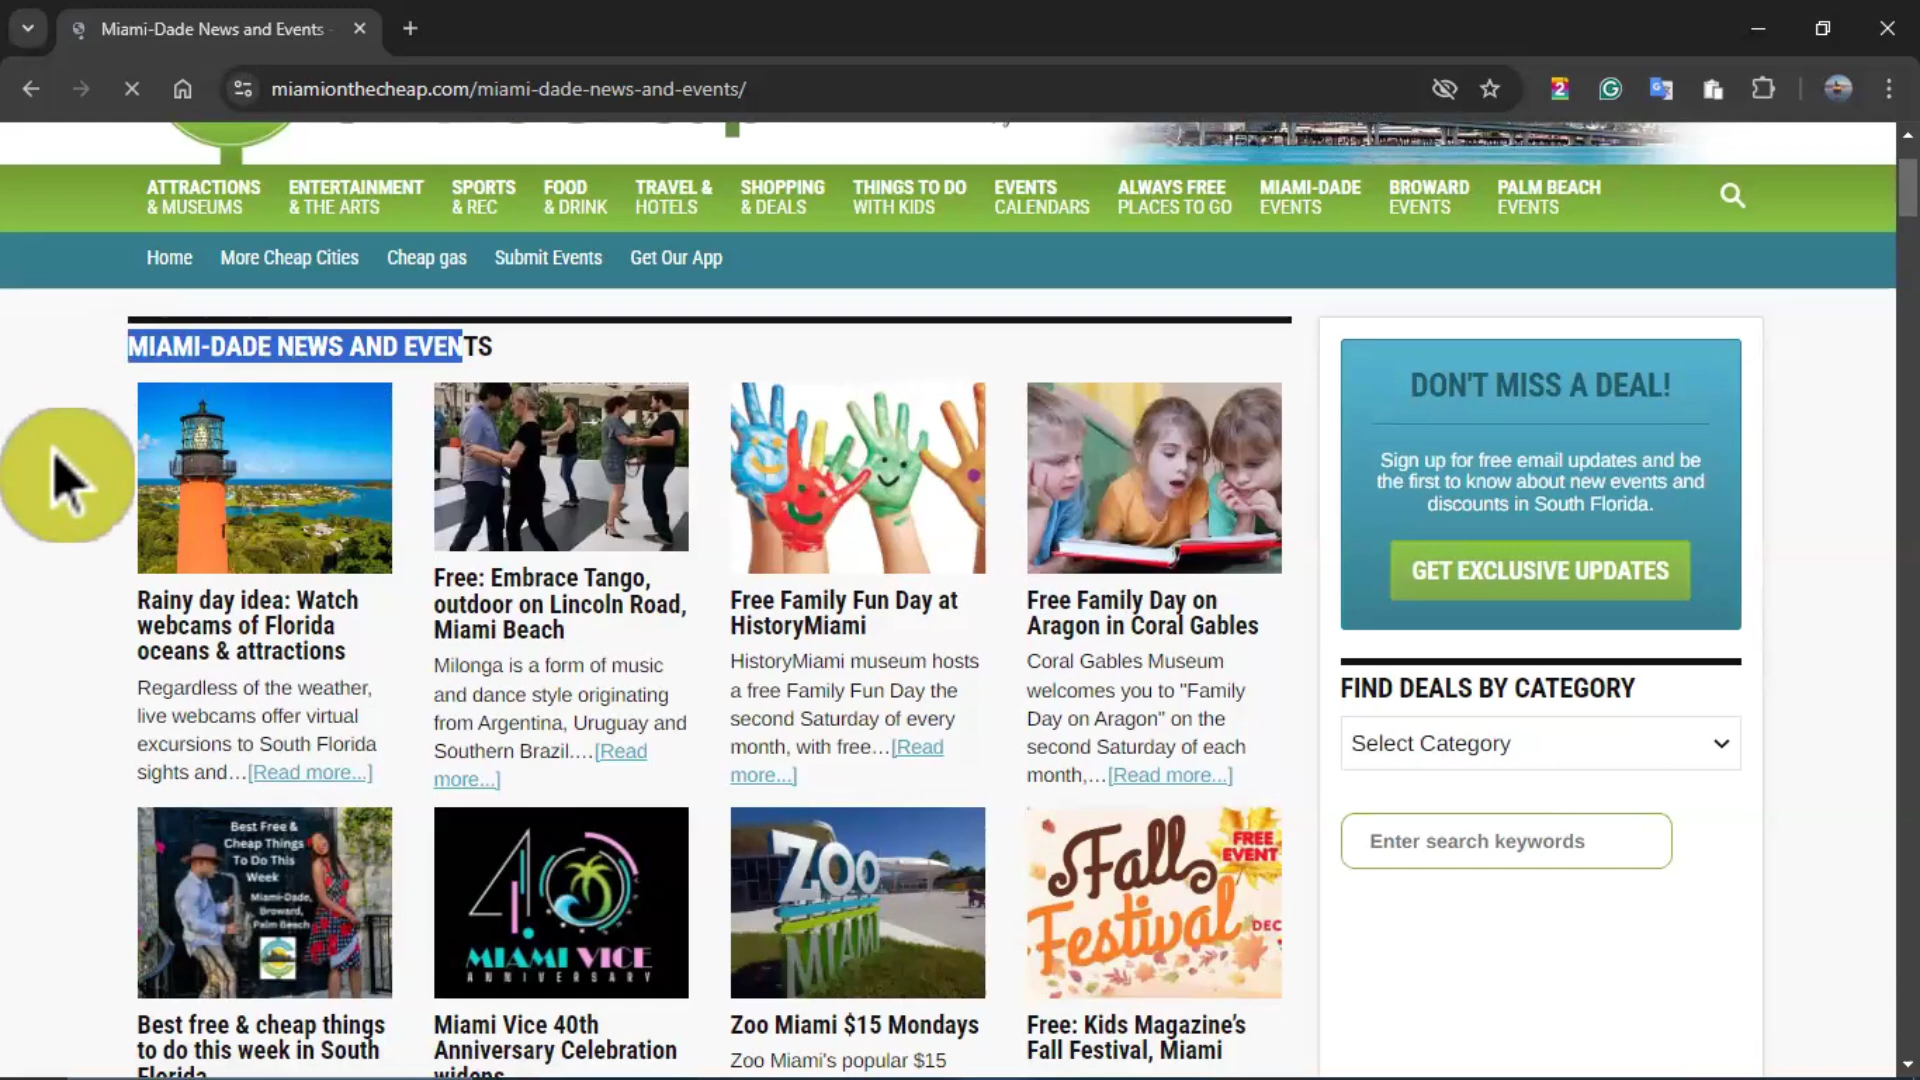 Miami-Dade News and Events -
miamionthecheap.com/miami-dade-news-and-events/
ATTRACTIONS
& MUSEUMS
ENTERTAINMENT
& THE ARTS
SPORTS
& REC
FOOD
& DRINK
TRAVEL &
HOTELS
SHOPPING
& DEALS
THINGS TO DO
WITH KIDS
EVENTS
CALENDARS
ALWAYS FREE
PLACES TO GO
MIAMI-DADE
EVENTS
BROWARD
EVENTS
PALM BEACH
EVENTS
Home
More Cheap Cities
Cheap gas
Submit Events
Get Our App
MIAMI-DADE NEWS AND EVENTS
Rainy day idea: Watch
webcams of Florida
oceans & attractions
Regardless of the weather,
live webcams offer virtual
excursions to South Florida
sights and…[Read more...]
Free: Embrace Tango,
outdoor on Lincoln Road,
Miami Beach
Milonga is a form of music
and dance style originating
from Argentina, Uruguay and
Southern Brazil.…[Read
more...]
Free Family Fun Day at
HistoryMiami
HistoryMiami museum hosts
a free Family Fun Day the
second Saturday of every
month, with free…[Read
more...]
Free Family Day on
Aragon in Coral Gables
Coral Gables Museum
welcomes you to "Family
Day on Aragon" on the
second Saturday of each
month,…[Read more...]
Best Free &
Cheap Things
To Do This
Week
Miami-Dade,
Broward,
Palm Beach
Best free & cheap things
to do this week in South
Florida
40
MIAMI VICE
ANNIVERSARY
Miami Vice 40th
Anniversary Celebration
widens
ZOO
MIAMI
Zoo Miami $15 Mondays
Zoo Miami's popular $15
FREE
EVENT
Fall
Festival
DEC
Free: Kids Magazine's
Fall Festival, Miami
DON'T MISS A DEAL!
Sign up for free email updates and be
the first to know about new events and
discounts in South Florida.
GET EXCLUSIVE UPDATES
FIND DEALS BY CATEGORY
Select Category
Enter search keywords